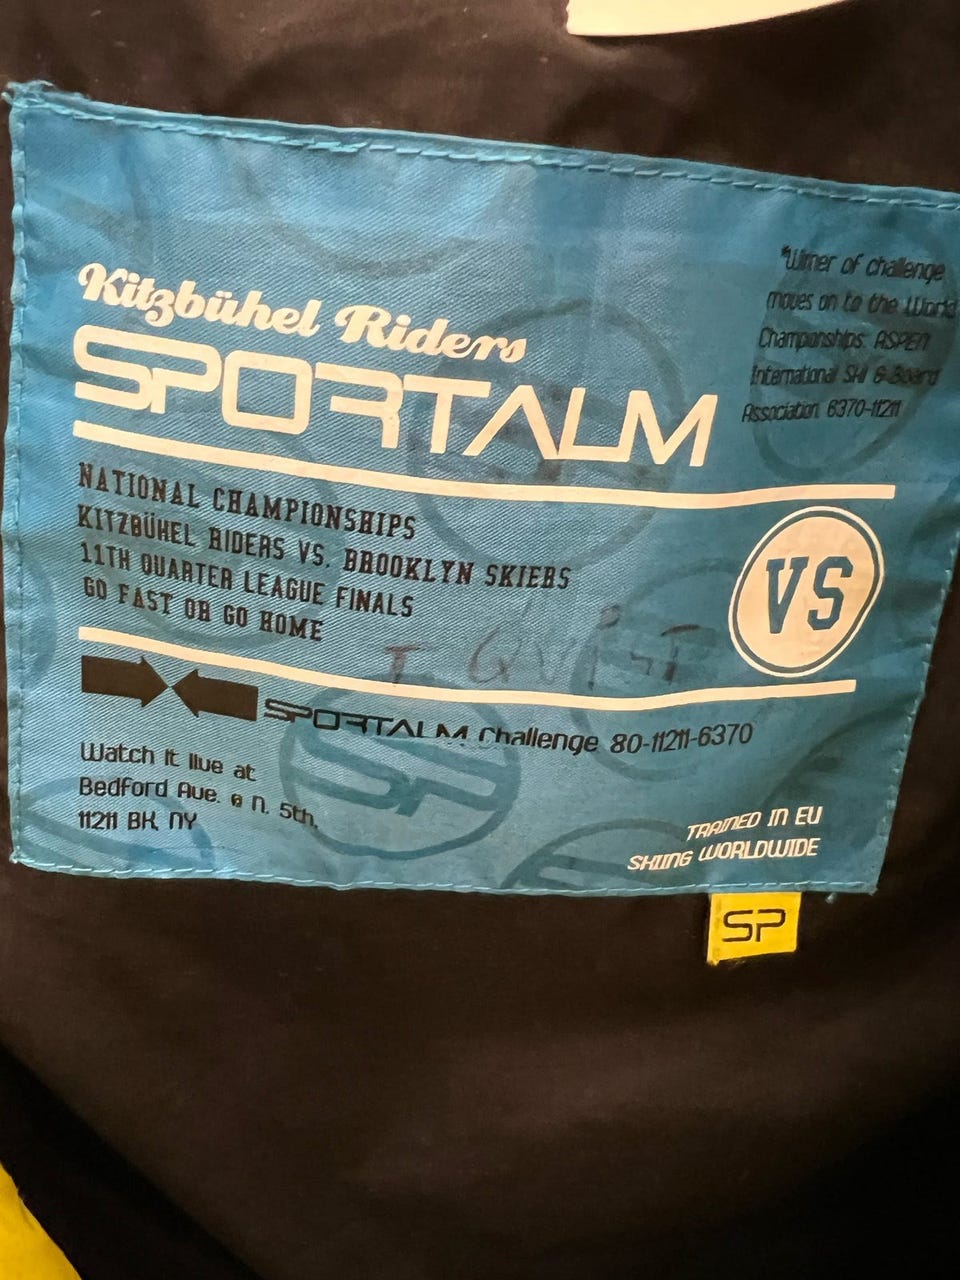 Kitzbühel Riders
SPORTALM
*Winner of challenge
moves on to the World
Championships: ASPEN
International SKI & Board
Association. 6370-11211
NATIONAL CHAMPIONSHIPS
KITZBÜHEL RIDERS VS. BROOKLYN SKIERS
11TH QUARTER LEAGUE FINALS
GO FAST OR GO HOME
VS
SPORTALM Challenge 80-11211-6370
Watch it live at
Bedford Ave. @ N. 5th,
11211 BK, NY
TRAINED IN EU
SKIING WORLDWIDE
SP
SP